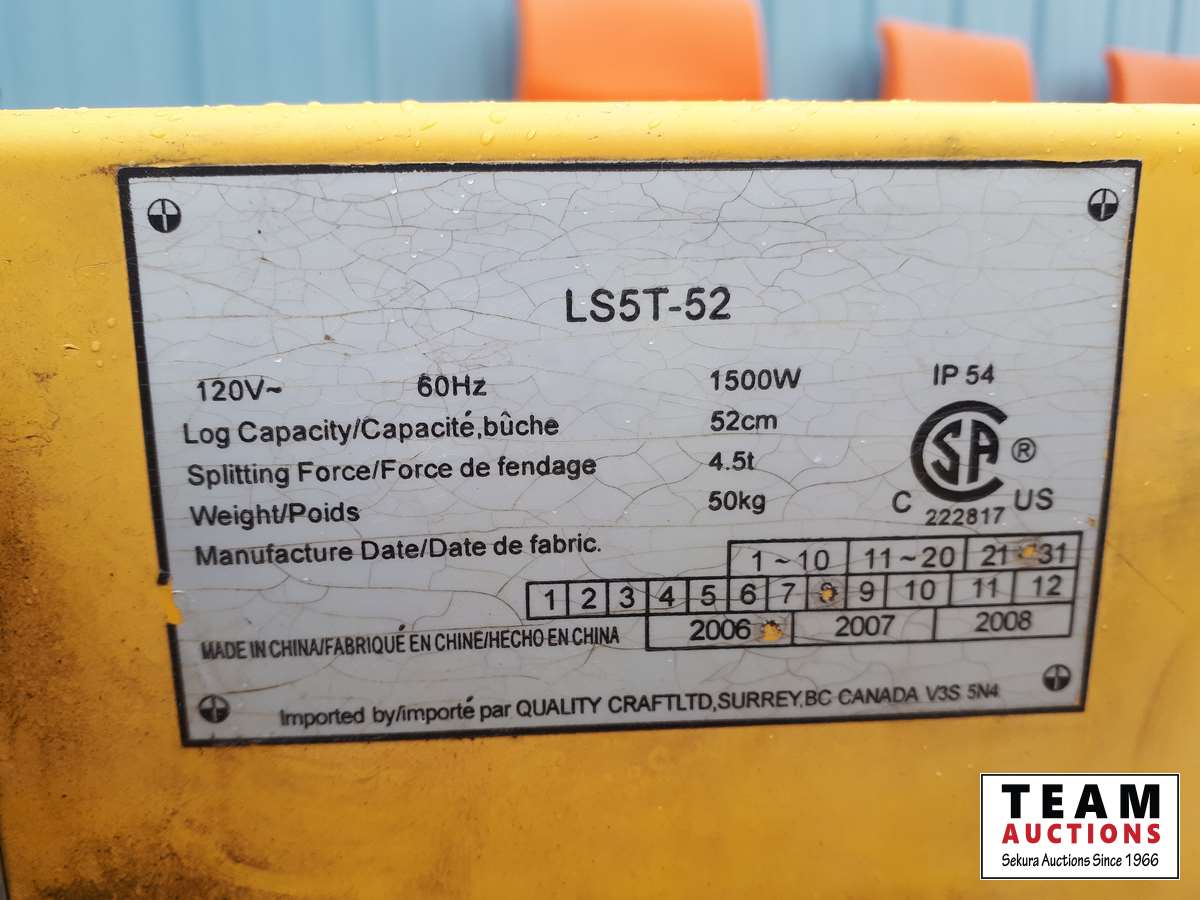 LS5T-52
120V~ 60Hz 1500W IP 54
Log Capacity/Capacité,bûche 52cm
Splitting Force/Force de fendage 4.5t
Weight/Poids 50kg
CSA ®
C US
222817
Manufacture Date/Date de fabric.
1~10 11~20 21 31
1 2 3 4 5 6 7 8 9 10 11 12
2006 2007 2008
MADE IN CHINA/FABRIQUÉ EN CHINE/HECHO EN CHINA
Imported by/importé par QUALITY CRAFTLTD,SURREY,BC CANADA V3S 5N4
TEAM
AUCTIONS
Sekura Auctions Since 1966